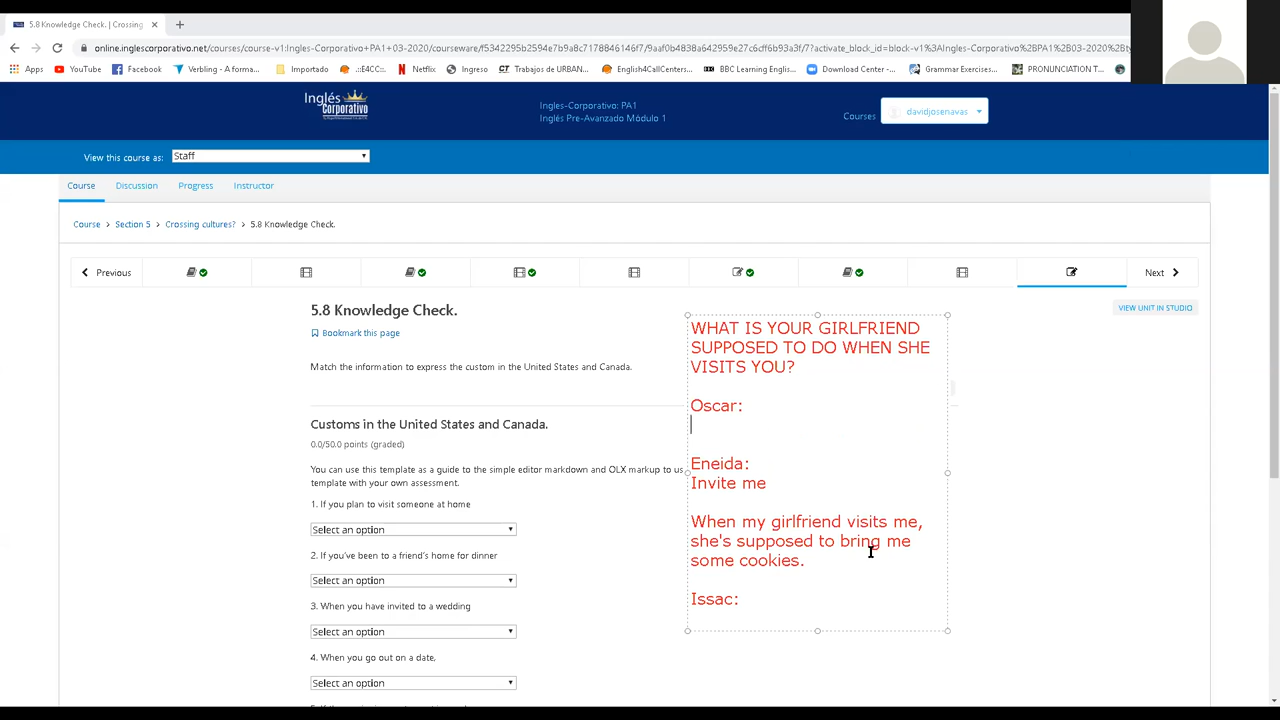 5.8 Knowledge Check. | Crossing
online.inglescorporativo.net/courses/course-v1:Ingles-Corporativo+PA1+03-2020/courseware/f5342295b2594e7b9a8c7178846146f7/9aaf0b4838a642959e27c6cff6b93a3f/7?activate_block_id=block-v1%3AIngles-Corporativo%2BPA1%2B03-2020%2Bty
Apps YouTube Facebook Verbling - A forma... Importado .::E4CC::. Netflix Ingreso Trabajos de URBAN... English4CallCenters... BBC Learning English... Download Center -... Grammar Exercises... PRONUNCIATION T...
Inglés Corporativo
Ingles-Corporativo: PA1
Inglés Pre-Avanzado Módulo 1
Courses davidjosenavas
View this course as: Staff
Course Discussion Progress Instructor
Course > Section 5 > Crossing cultures? > 5.8 Knowledge Check.
Previous Next
5.8 Knowledge Check.
VIEW UNIT IN STUDIO
Bookmark this page
Match the information to express the custom in the United States and Canada.
Customs in the United States and Canada.
0.0/50.0 points (graded)
You can use this template as a guide to the simple editor markdown and OLX markup to us
template with your own assessment.
1. If you plan to visit someone at home
Select an option
2. If you've been to a friend's home for dinner
Select an option
3. When you have invited to a wedding
Select an option
4. When you go out on a date,
Select an option
WHAT IS YOUR GIRLFRIEND
SUPPOSED TO DO WHEN SHE
VISITS YOU?
Oscar:
Eneida:
Invite me
When my girlfriend visits me,
she's supposed to bring me
some cookies.
Issac: